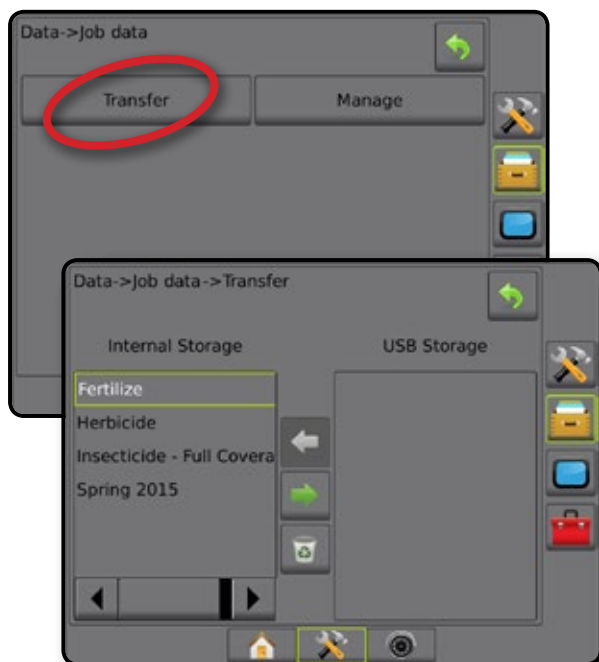 Data->Job data
Transfer
Manage
Data->Job data->Transfer
Internal Storage
USB Storage
Fertilize
Herbicide
Insecticide - Full Covera
Spring 2015